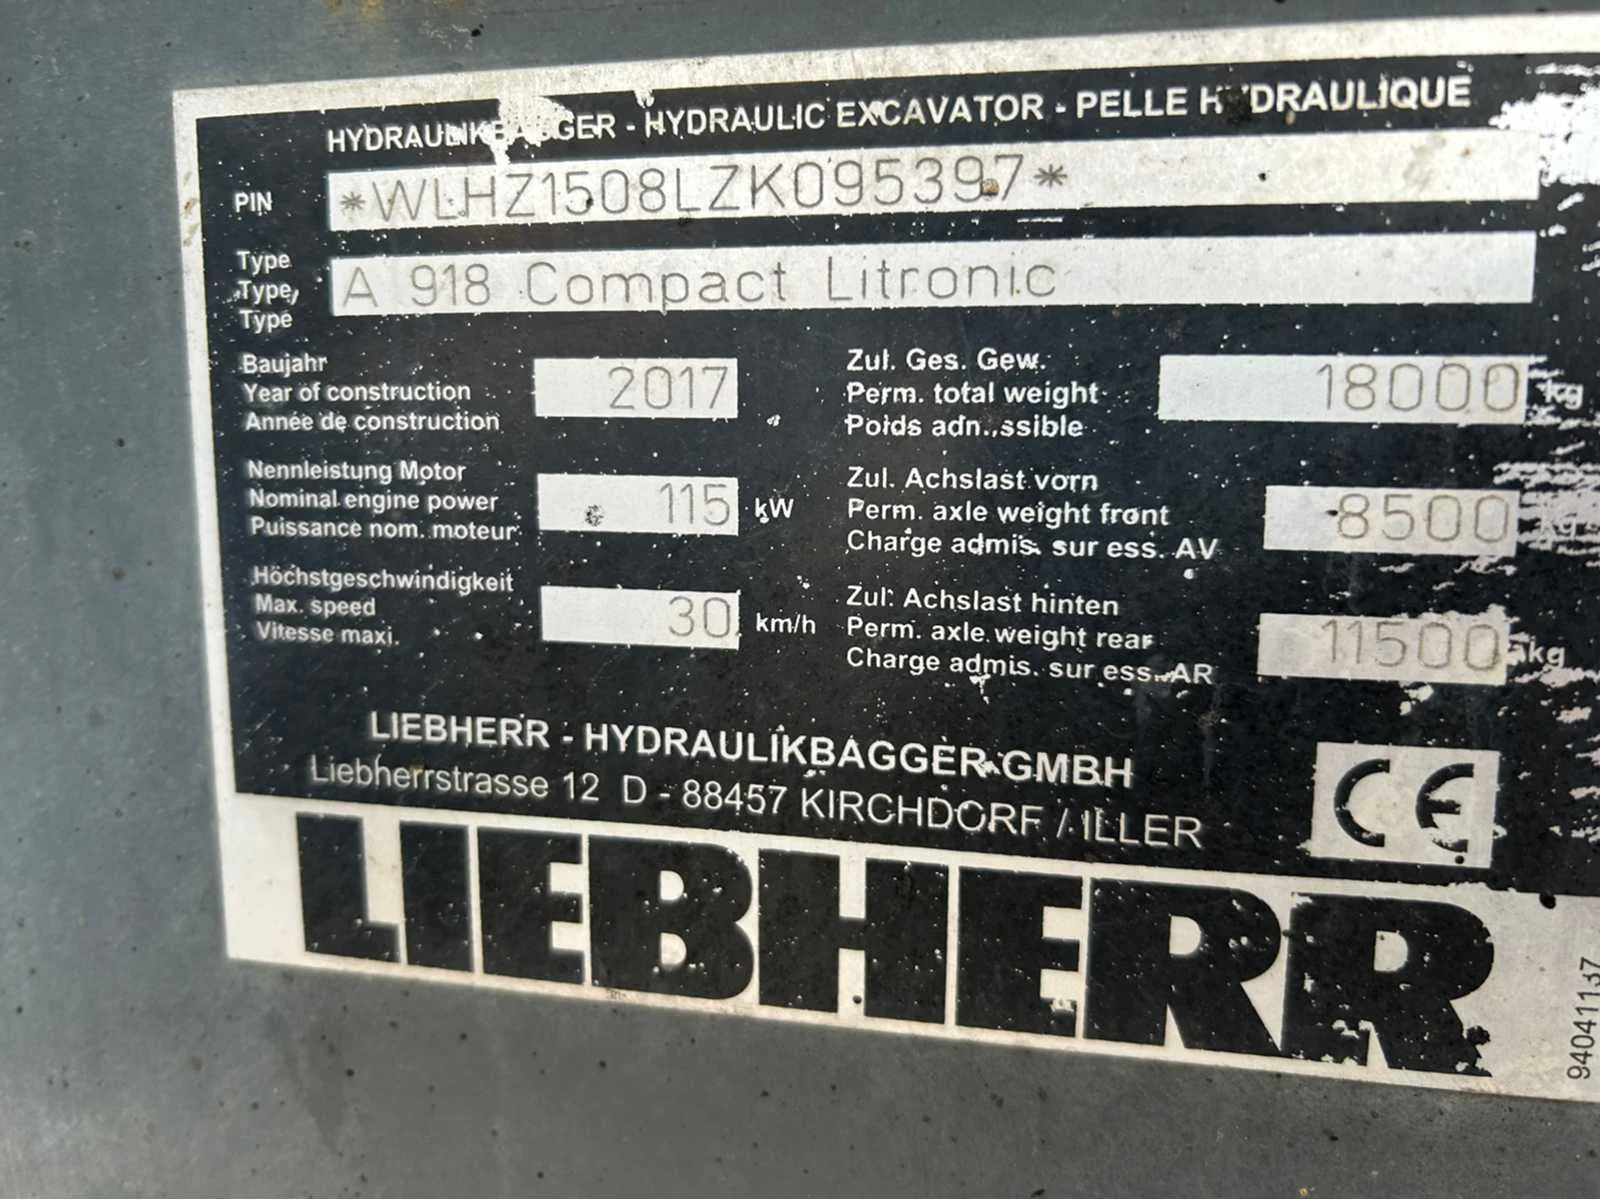 HYDRAULIKBAGGER - HYDRAULIC EXCAVATOR - PELLE HYDRAULIQUE
PIN *WLHZ1508LZK095397*
Type
Type
Type
A 918 Compact Litronic
Baujahr
Year of construction
Année de construction
2017
Zul. Ges. Gew.
Perm. total weight
Poids admissible
18000 kg
Nennleistung Motor
Nominal engine power
Puissance nom. moteur
115 kW
Zul. Achslast vorn
Perm. axle weight front
Charge admis. sur ess. AV
8500 kg
Höchstgeschwindigkeit
Max. speed
Vitesse maxi.
30 km/h
Zul. Achslast hinten
Perm. axle weight rear
Charge admis. sur ess. AR
11500 kg
LIEBHERR - HYDRAULIKBAGGER GMBH
Liebherrstrasse 12 D - 88457 KIRCHDORF / ILLER
CE
LIEBHERR
94041137